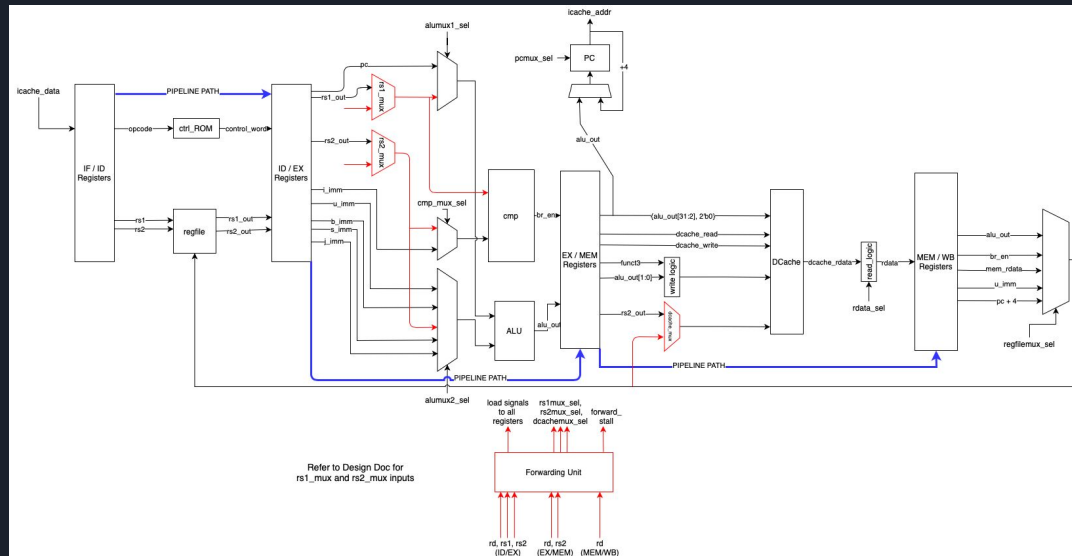 icache_addr
alumux1_sel
pcmux_sel
PC
+4
pc
icache_data
PIPELINE PATH
rs1_out
rs1_mux
opcode
ctrl_ROM
control_word
rs2_out
rs2_mux
alu_out
IF / ID
Registers
ID / EX
Registers
i_imm
u_imm
b_imm
s_imm
j_imm
cmp_mux_sel
cmp
br_en
rs1
rs2
regfile
rs1_out
rs2_out
EX / MEM
Registers
{alu_out[31:2], 2'b0}
dcache_read
dcache_write
funct3
alu_out[1:0]
write logic
rs2_out
dcache_mux
DCache
dcache_rdata
read_logic
rdata
rdata_sel
MEM / WB
Registers
alu_out
br_en
mem_rdata
u_imm
pc + 4
regfilemux_sel
ALU
alu_out
PIPELINE PATH
PIPELINE PATH
alumux2_sel
load signals
to all
registers
rs1mux_sel,
rs2mux_sel,
dcachemux_sel
forward_
stall
Refer to Design Doc for
rs1_mux and rs2_mux inputs
Forwarding Unit
rd, rs1, rs2
(ID/EX)
rd, rs2
(EX/MEM)
rd
(MEM/WB)